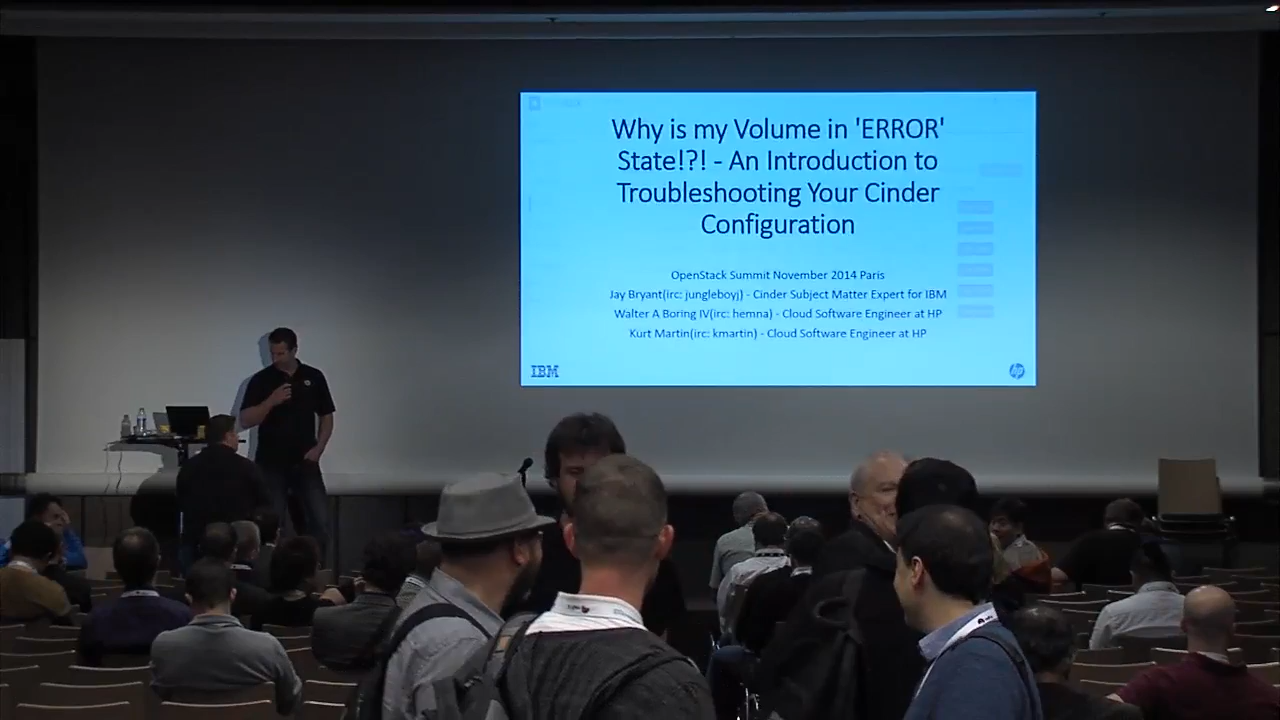 Why is my Volume in 'ERROR'
State!?! - An Introduction to
Troubleshooting Your Cinder
Configuration
OpenStack Summit November 2014 Paris
Jay Bryant(irc: jungleboyj) - Cinder Subject Matter Expert for IBM
Walter A Boring IV(irc: hemna) - Cloud Software Engineer at HP
Kurt Martin(irc: kmartin) - Cloud Software Engineer at HP
IBM
hp